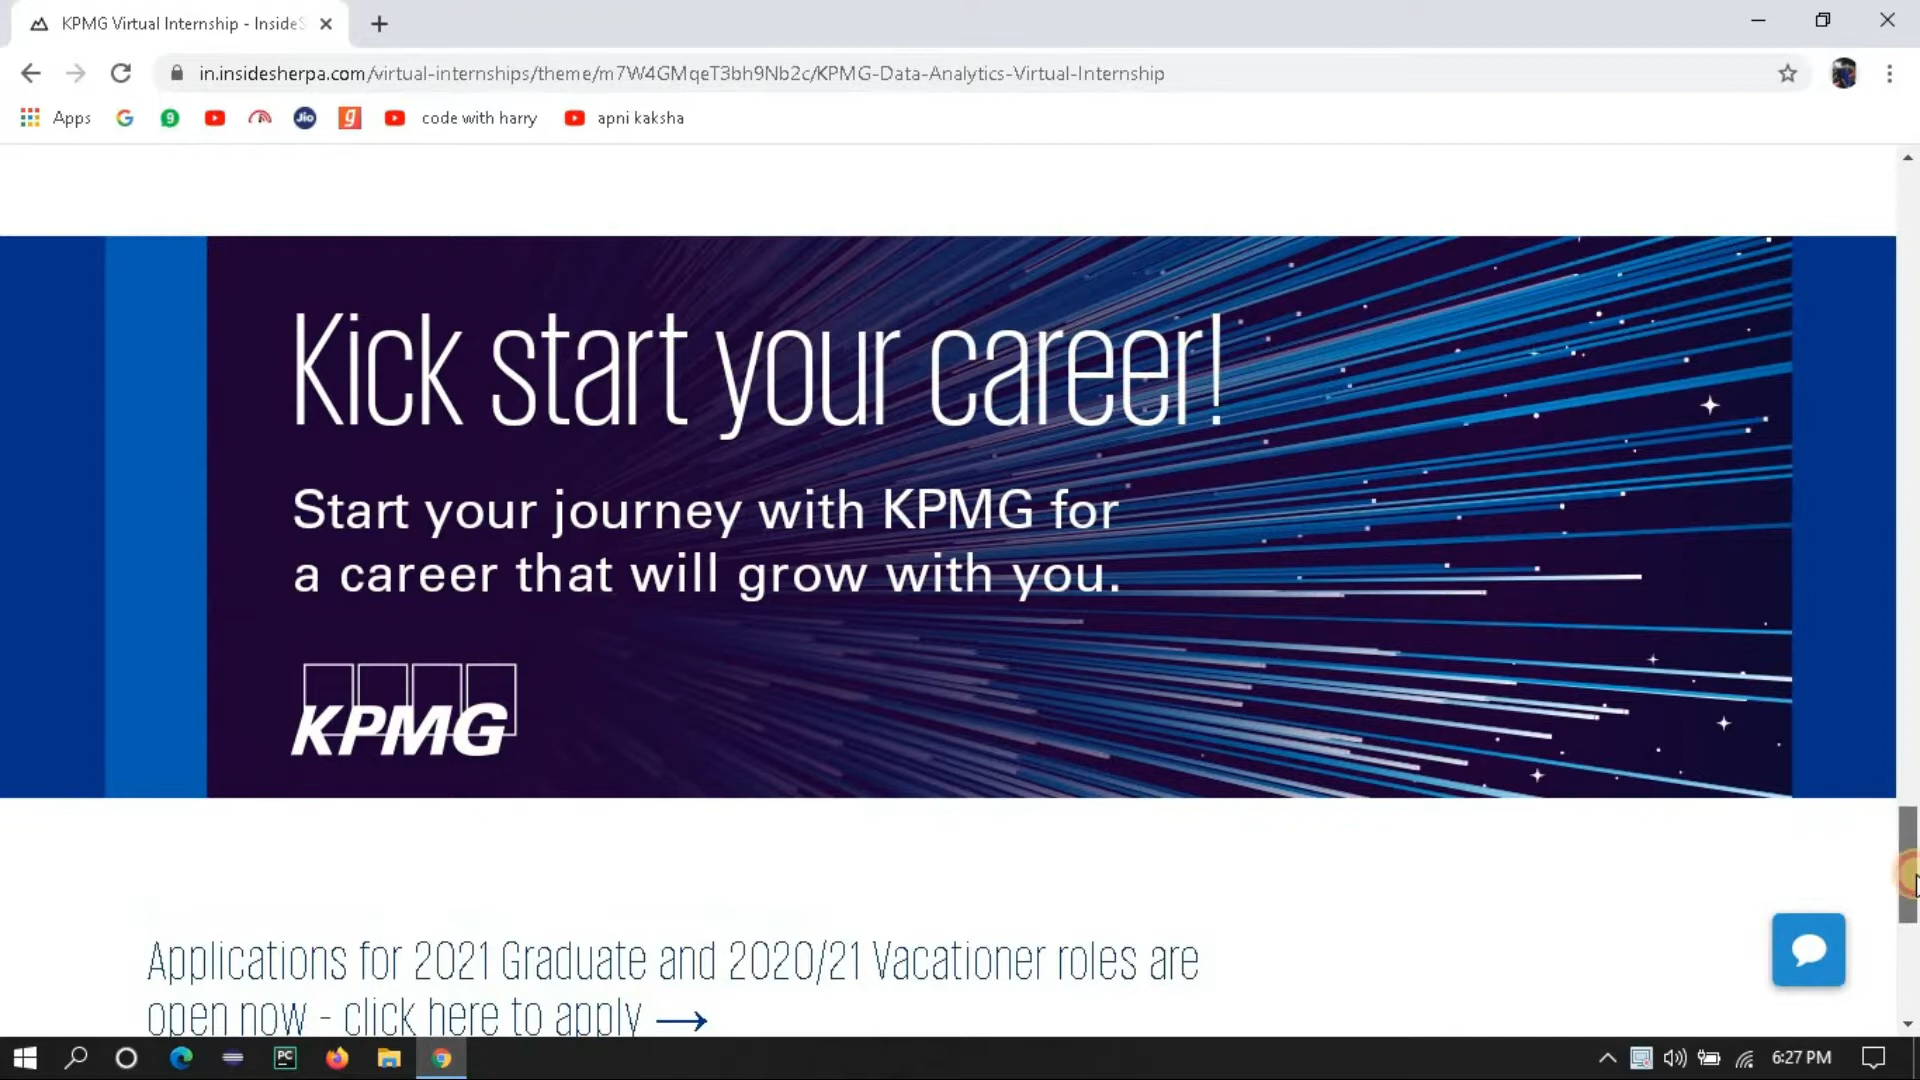 KPMG Virtual Internship - InsideS
in.insidesherpa.com/virtual-internships/theme/m7W4GMqeT3bh9Nb2c/KPMG-Data-Analytics-Virtual-Internship
Apps
G
9
Jio
g
code with harry
apni kaksha
Kick start your career!
Start your journey with KPMG for
a career that will grow with you.
KPMG
Applications for 2021 Graduate and 2020/21 Vacationer roles are
open now - click here to apply →
PC
6:27 PM